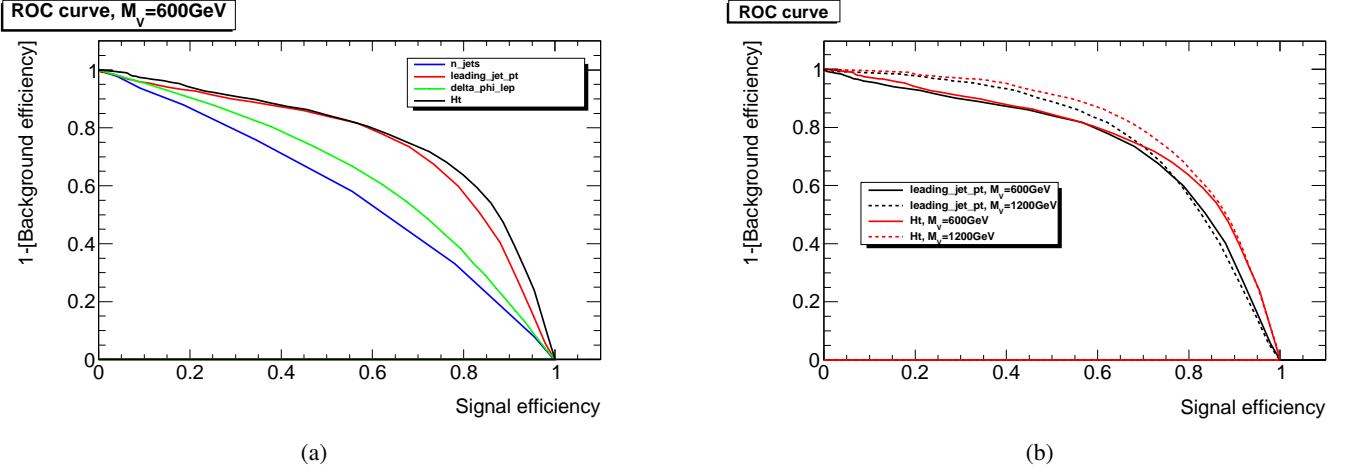 ROC curve, M_V=600GeV
1-[Background efficiency]
1
0.8
0.6
0.4
0.2
0
0 0.2 0.4 0.6 0.8 1
Signal efficiency
n_jets
leading_jet_pt
delta_phi_lep
Ht
(a)
ROC curve
1-[Background efficiency]
1
0.8
0.6
0.4
0.2
0
0 0.2 0.4 0.6 0.8 1
Signal efficiency
leading_jet_pt, M_V=600GeV
leading_jet_pt, M_V=1200GeV
Ht, M_V=600GeV
Ht, M_V=1200GeV
(b)